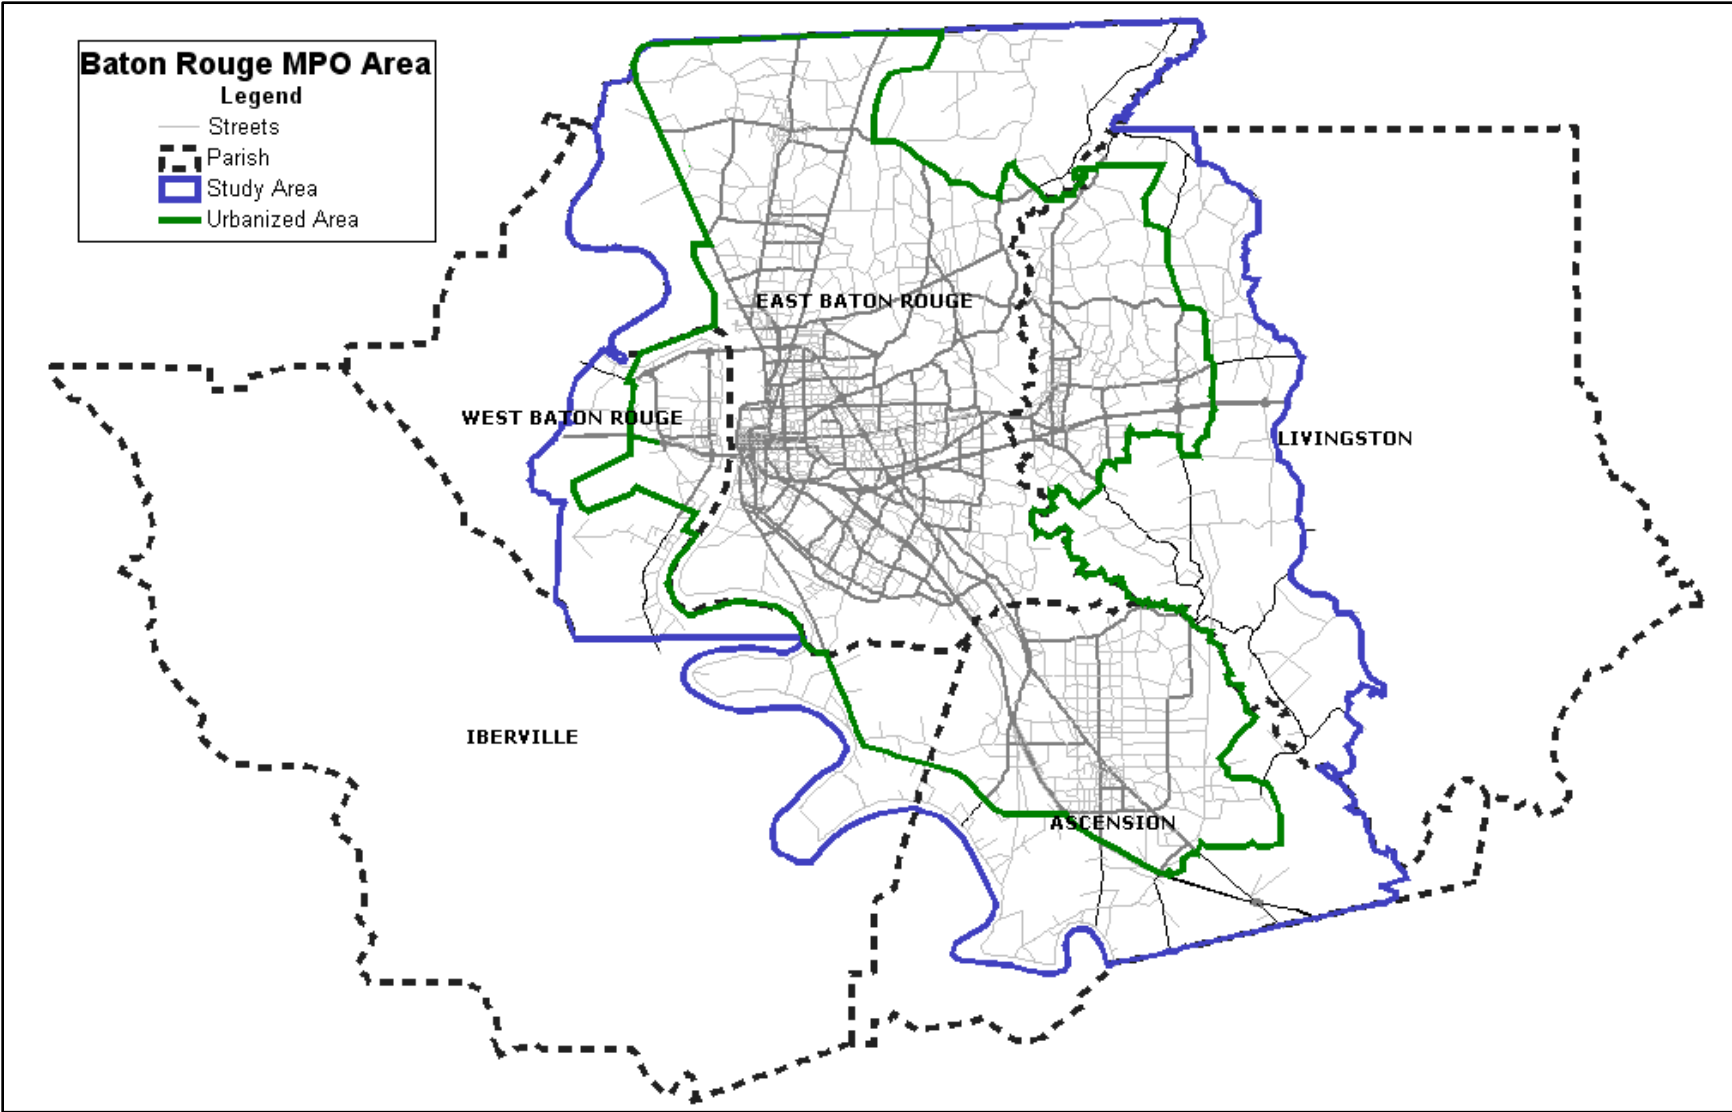 Baton Rouge MPO Area
Legend
Streets
Parish
Study Area
Urbanized Area
EAST BATON ROUGE
WEST BATON ROUGE
LIVINGSTON
IBERVILLE
ASCENSION